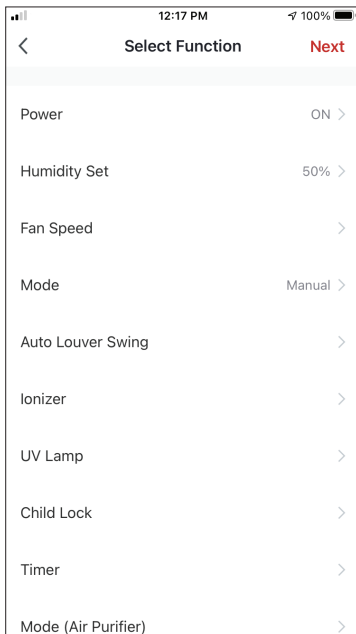 12:17 PM 100%
Select Function Next
Power ON
Humidity Set 50%
Fan Speed
Mode Manual
Auto Louver Swing
Ionizer
UV Lamp
Child Lock
Timer
Mode (Air Purifier)